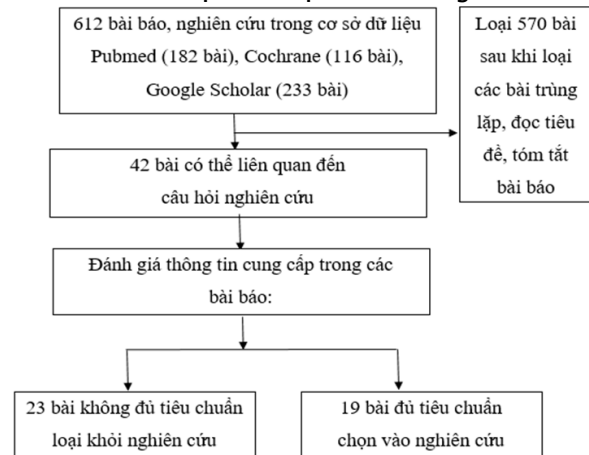 612 bài báo, nghiên cứu trong cơ sở dữ liệu
Pubmed (182 bài), Cochrane (116 bài),
Google Scholar (233 bài)
Loại 570 bài
sau khi loại
các bài trùng
lặp, đọc tiêu
đề, tóm tắt
bài báo
42 bài có thể liên quan đến
câu hỏi nghiên cứu
Đánh giá thông tin cung cấp trong các
bài báo:
23 bài không đủ tiêu chuẩn
loại khỏi nghiên cứu
19 bài đủ tiêu chuẩn
chọn vào nghiên cứu